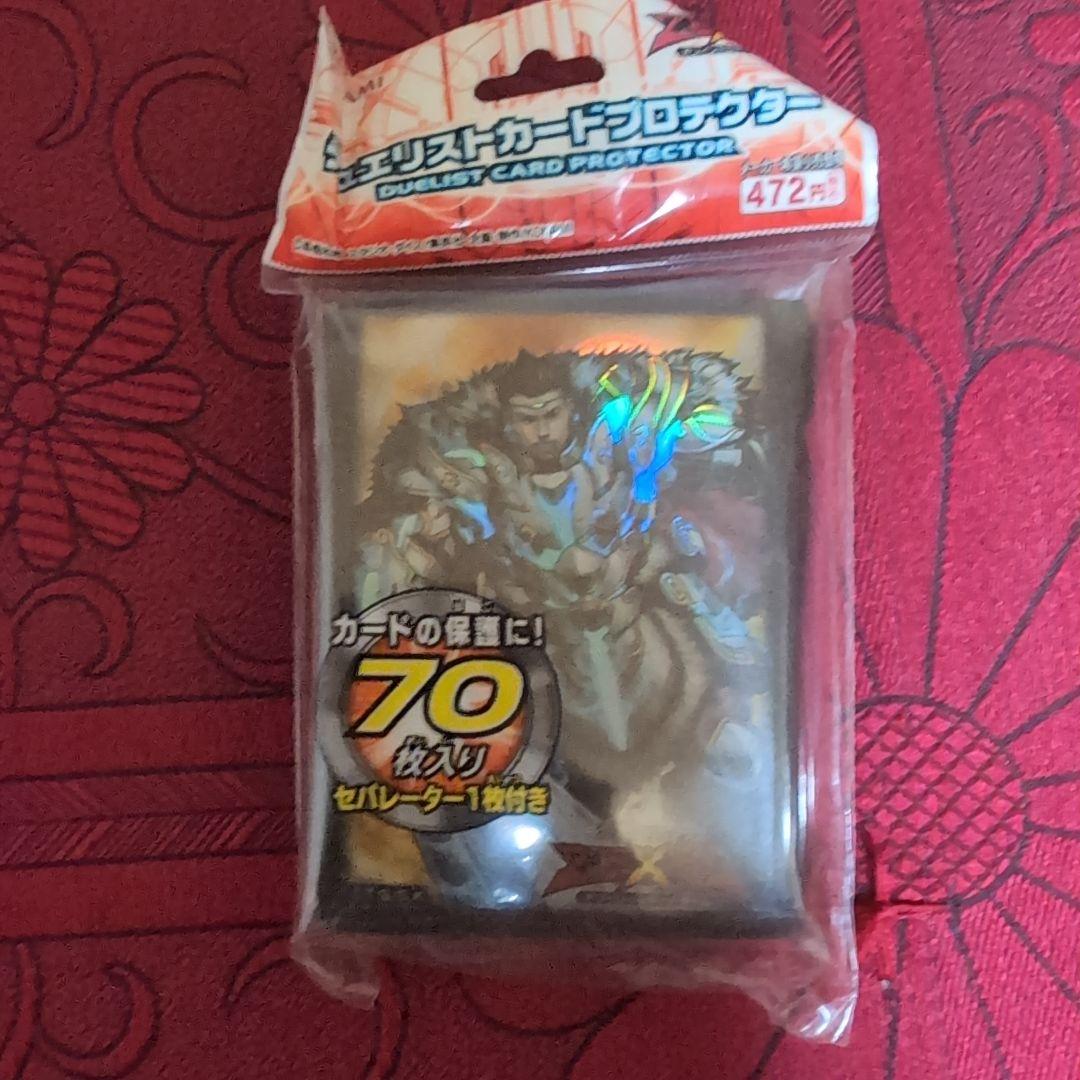 AMI
デュエリストカードプロテクター
DUELIST CARD PROTECTOR
472円
カードの保護に!
70
枚入り
セパレーター1枚付き